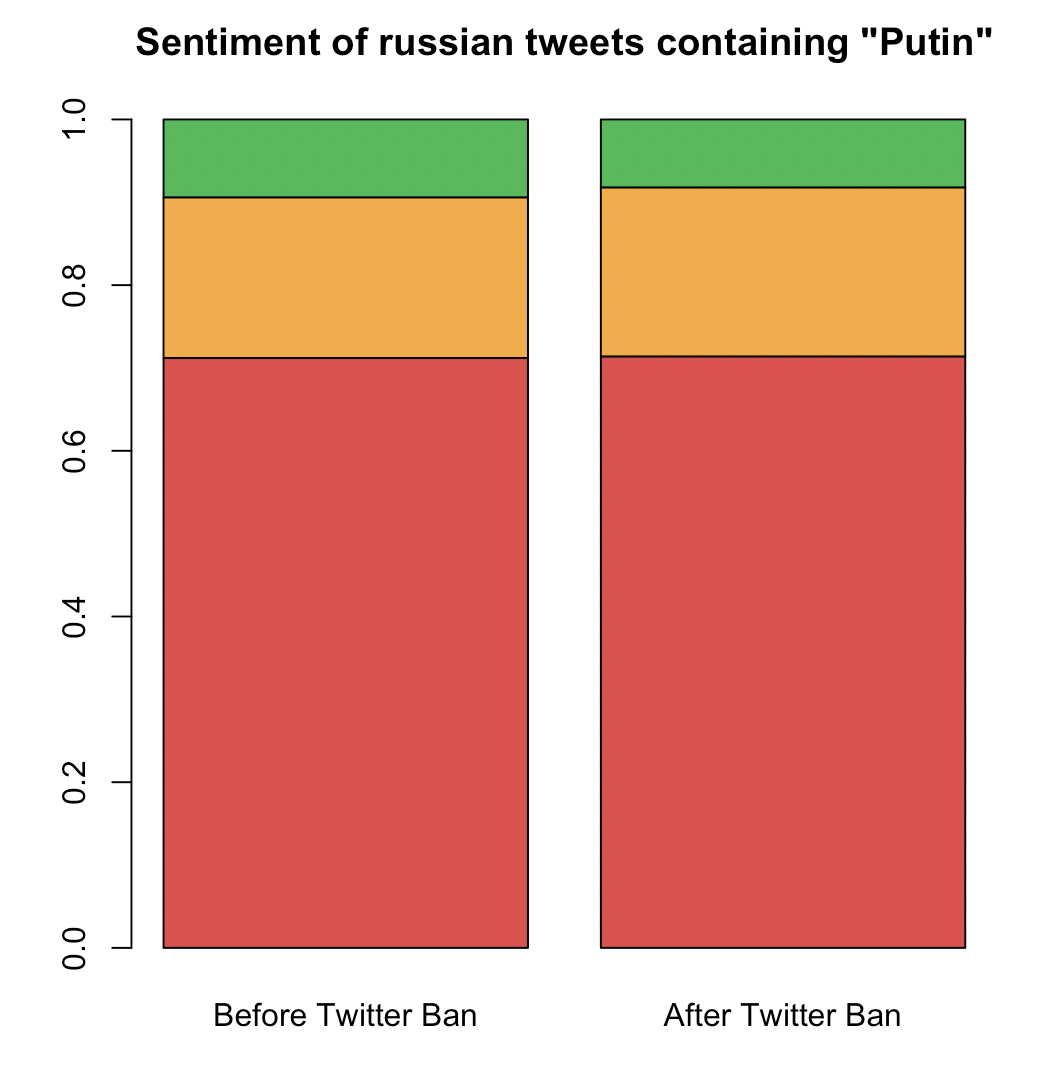 Sentiment of russian tweets containing "Putin"
1.0
0.8
0.6
0.4
0.2
0.0
Before Twitter Ban
After Twitter Ban